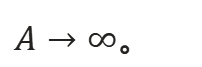 A → ∞。